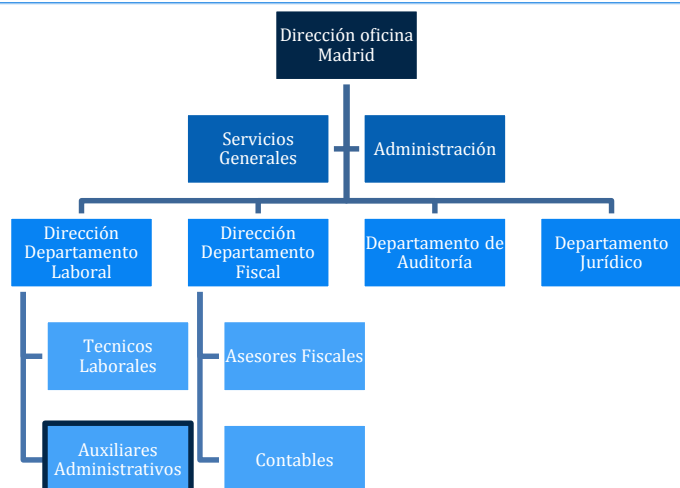 Dirección oficina
Madrid
Servicios
Generales
Administración
Dirección
Departamento
Laboral
Dirección
Departamento
Fiscal
Departamento de
Auditoría
Departamento
Jurídico
Tecnicos
Laborales
Asesores Fiscales
Auxiliares
Administrativos
Contables